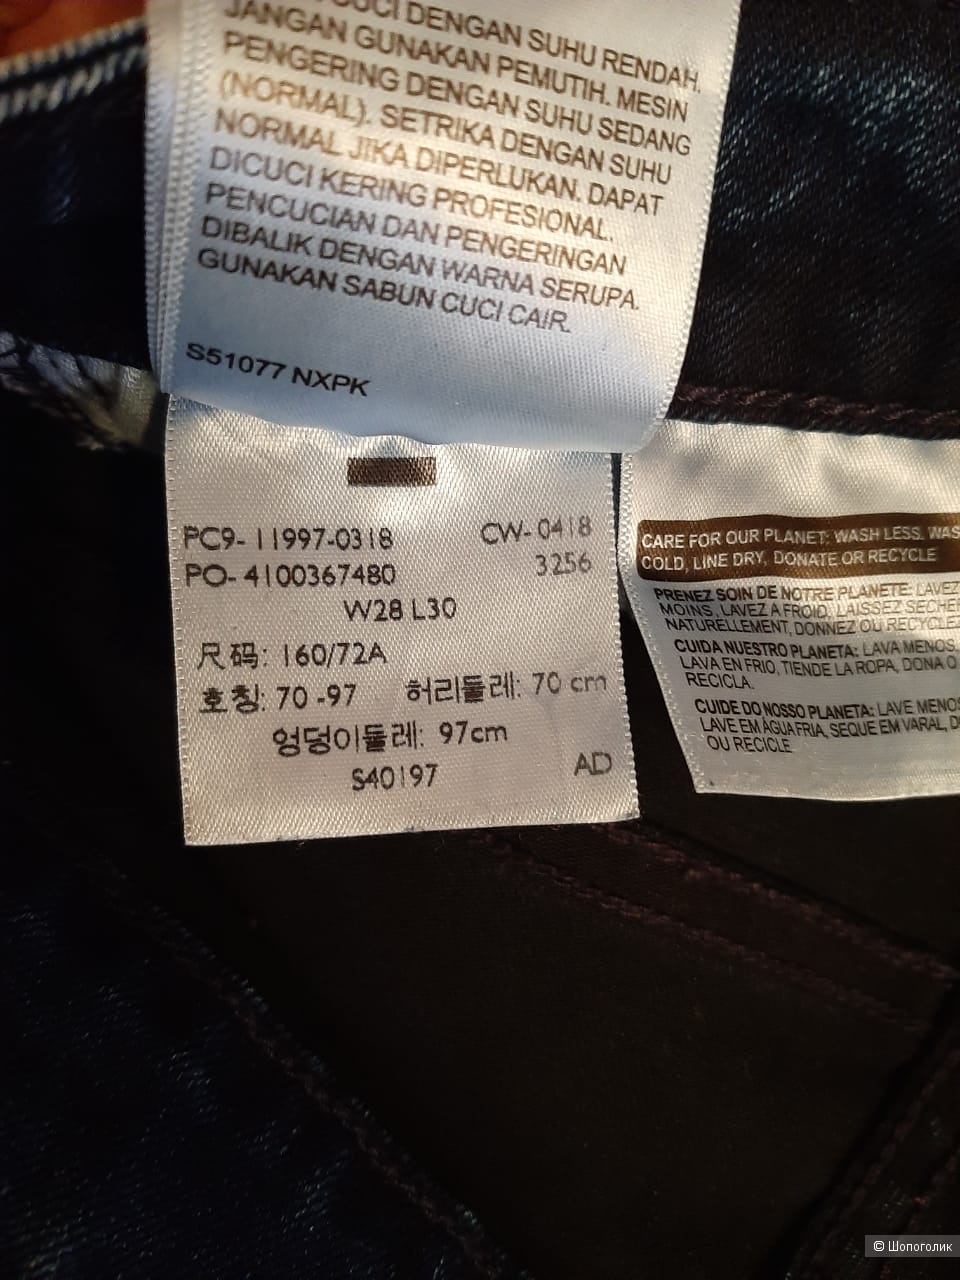 CUCI DENGAN SUHU RENDAH.
JANGAN GUNAKAN PEMUTIH. MESIN
PENGERING DENGAN SUHU SEDANG
(NORMAL). SETRIKA DENGAN SUHU
NORMAL JIKA DIPERLUKAN. DAPAT
DICUCI KERING PROFESIONAL.
PENCUCIAN DAN PENGERINGAN
DIBALIK DENGAN WARNA SERUPA.
GUNAKAN SABUN CUCI CAIR.
S51077 NXPK
PC9-11997-0318 CW-0418
PO-4100367480 3256
W28 L30
尺码: 160/72A
호칭: 70-97 허리둘레: 70 cm
엉덩이둘레: 97cm
S40197 AD
CARE FOR OUR PLANET: WASH LESS, WAS
COLD, LINE DRY, DONATE OR RECYCLE
PRENEZ SOIN DE NOTRE PLANETE: LAVEZ
MOINS, LAVEZ A FROID, LAISSEZ SECHE
NATURELLEMENT, DONNEZ OU RECYCLEZ
CUIDA NUESTRO PLANETA: LAVA MENOS,
LAVA EN FRIO, TIENDE LA ROPA, DONA O
RECICLA.
CUIDE DO NOSSO PLANETA: LAVE MENO
LAVE EM ÁGUA FRIA, SEQUE EM VARAL, D
OU RECICLE
© Шопоголик